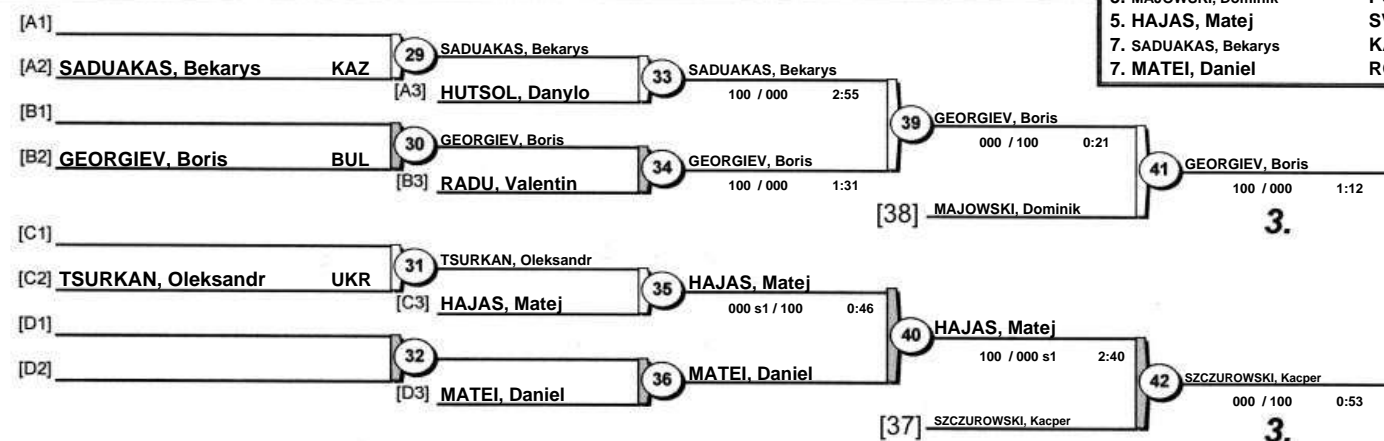 5. HAJAS, Matej
7. SADUAKAS, Bekarys
7. MATEI, Daniel
[A1]
[A2] SADUAKAS, Bekarys KAZ
29
SADUAKAS, Bekarys
[A3] HUTSOL, Danylo
33
SADUAKAS, Bekarys
100 / 000 2:55
[B1]
[B2] GEORGIEV, Boris BUL
30
GEORGIEV, Boris
[B3] RADU, Valentin
34
GEORGIEV, Boris
100 / 000 1:31
39
GEORGIEV, Boris
000 / 100 0:21
[38] MAJOWSKI, Dominik
41
GEORGIEV, Boris
100 / 000 1:12
3.
[C1]
[C2] TSURKAN, Oleksandr UKR
31
TSURKAN, Oleksandr
[C3] HAJAS, Matej
35
HAJAS, Matej
000 s1 / 100 0:46
[D1]
[D2]
32
[D3] MATEI, Daniel
36
MATEI, Daniel
40
HAJAS, Matej
100 / 000 s1 2:40
[37] SZCZUROWSKI, Kacper
42
SZCZUROWSKI, Kacper
000 / 100 0:53
3.